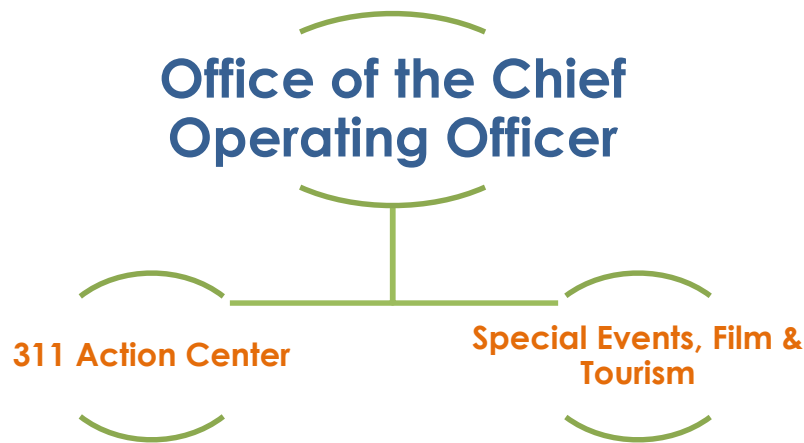 Office of the Chief
Operating Officer
311 Action Center
Special Events, Film &
Tourism